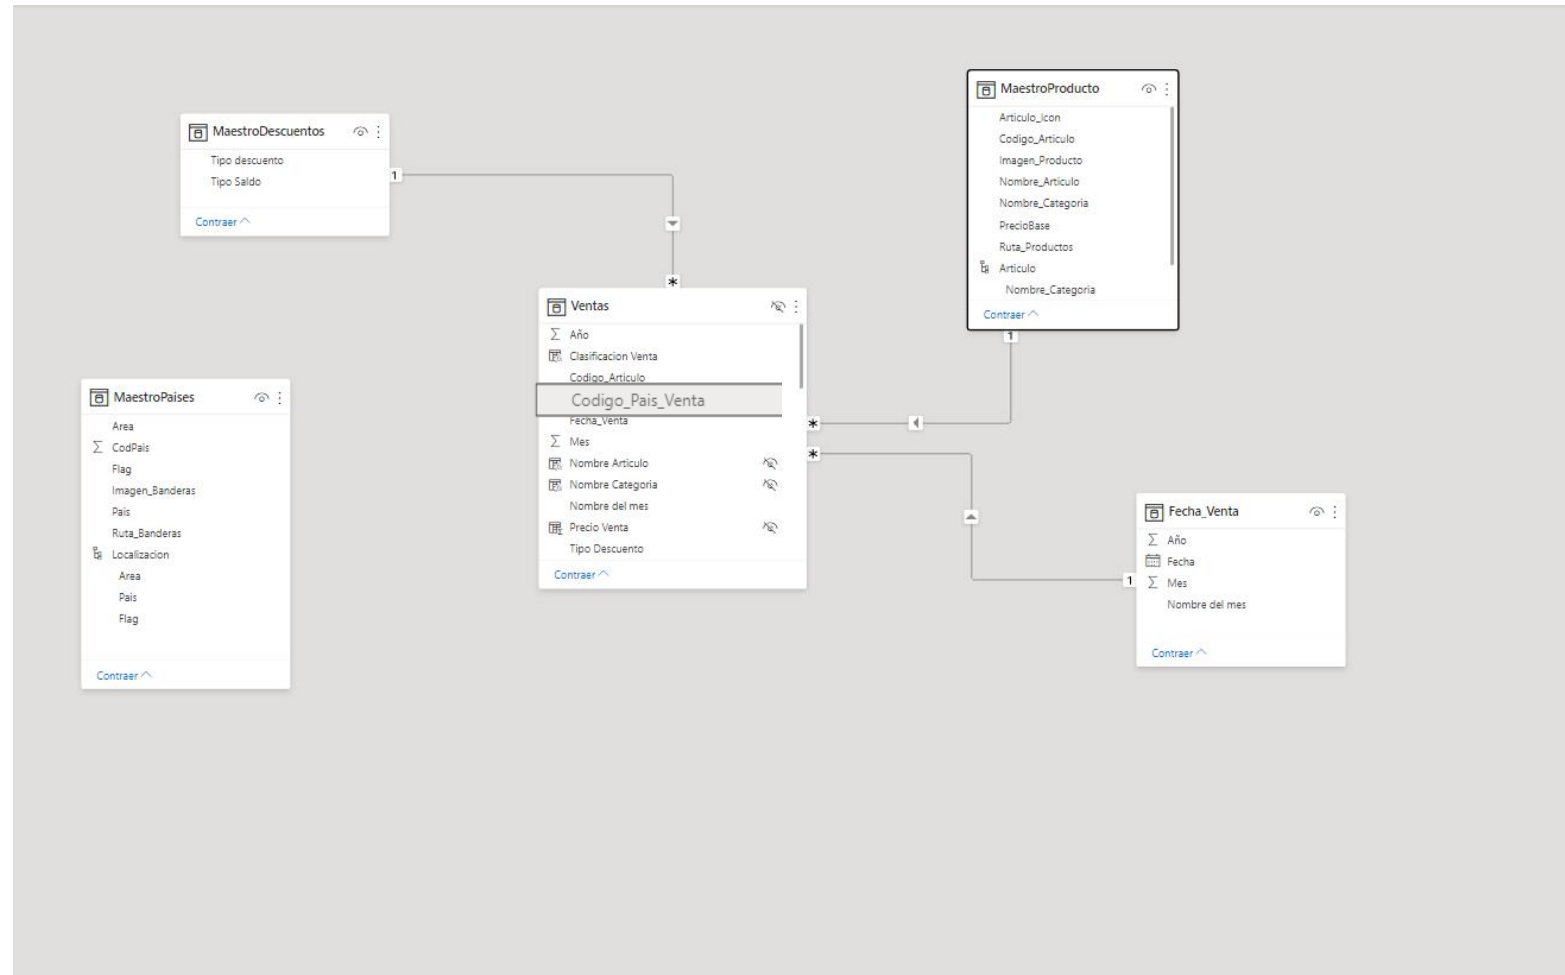 MaestroDescuentos
Tipo descuento
Tipo Saldo
Contraer
1
*
MaestroProducto
Articulo_Icon
Codigo_Articulo
Imagen_Producto
Nombre_Articulo
Nombre_Categoria
PrecioBase
Ruta_Productos
Articulo
Nombre_Categoria
Contraer
1
*
Ventas
Año
Clasificacion Venta
Codigo_Articulo
Codigo_Pais_Venta
Fecha_Venta
Mes
Nombre Articulo
Nombre Categoria
Nombre del mes
Precio Venta
Tipo Descuento
Contraer
*
MaestroPaises
Area
CodPais
Flag
Imagen_Banderas
Pais
Ruta_Banderas
Localizacion
Area
Pais
Flag
Contraer
1
Fecha_Venta
Año
Fecha
Mes
Nombre del mes
Contraer